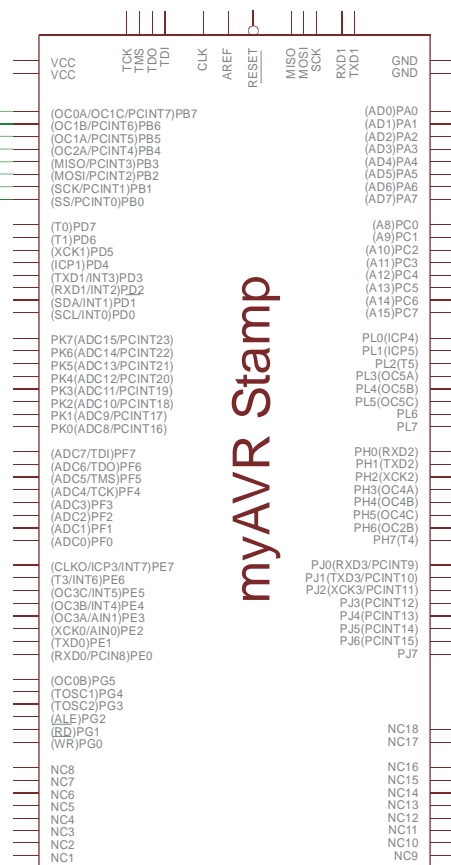 TCK TMS TDO TDI CLK AREF RESET MISO MOSI SCK RXD1 TXD1
VCC GND
VCC GND
(OC0A/OC1C/PCINT7)PB7 (AD0)PA0
(OC1B/PCINT6)PB6 (AD1)PA1
(OC1A/PCINT5)PB5 (AD2)PA2
(OC2A/PCINT4)PB4 (AD3)PA3
(MISO/PCINT3)PB3 (AD4)PA4
(MOSI/PCINT2)PB2 (AD5)PA5
(SCK/PCINT1)PB1 (AD6)PA6
(SS/PCINT0)PB0 (AD7)PA7
(T0)PD7 (A8)PC0
(T1)PD6 (A9)PC1
(XCK1)PD5 (A10)PC2
(ICP1)PD4 (A11)PC3
(TXD1/INT3)PD3 (A12)PC4
(RXD1/INT2)PD2 (A13)PC5
(SDA/INT1)PD1 (A14)PC6
(SCL/INT0)PD0 (A15)PC7
myAVR Stamp
PK7(ADC15/PCINT23) PL0(ICP4)
PK6(ADC14/PCINT22) PL1(ICP5)
PK5(ADC13/PCINT21) PL2(T5)
PK4(ADC12/PCINT20) PL3(OC5A)
PK3(ADC11/PCINT19) PL4(OC5B)
PK2(ADC10/PCINT18) PL5(OC5C)
PK1(ADC9/PCINT17) PL6
PK0(ADC8/PCINT16) PL7
(ADC7/TDI)PF7 PH0(RXD2)
(ADC6/TDO)PF6 PH1(TXD2)
(ADC5/TMS)PF5 PH2(XCK2)
(ADC4/TCK)PF4 PH3(OC4A)
(ADC3)PF3 PH4(OC4B)
(ADC2)PF2 PH5(OC4C)
(ADC1)PF1 PH6(OC2B)
(ADC0)PF0 PH7(T4)
(CLKO/ICP3/INT7)PE7 PJ0(RXD3/PCINT9)
(T3/INT6)PE6 PJ1(TXD3/PCINT10)
(OC3C/INT5)PE5 PJ2(XCK3/PCINT11)
(OC3B/INT4)PE4 PJ3(PCINT12)
(OC3A/AIN1)PE3 PJ4(PCINT13)
(XCK0/AIN0)PE2 PJ5(PCINT14)
(TXD0)PE1 PJ6(PCINT15)
(RXD0/PCIN8)PE0 PJ7
(OC0B)PG5
(TOSC1)PG4
(TOSC2)PG3
(ALE)PG2
(RD)PG1 NC18
(WR)PG0 NC17
NC8 NC16
NC7 NC15
NC6 NC14
NC5 NC13
NC4 NC12
NC3 NC11
NC2 NC10
NC1 NC9